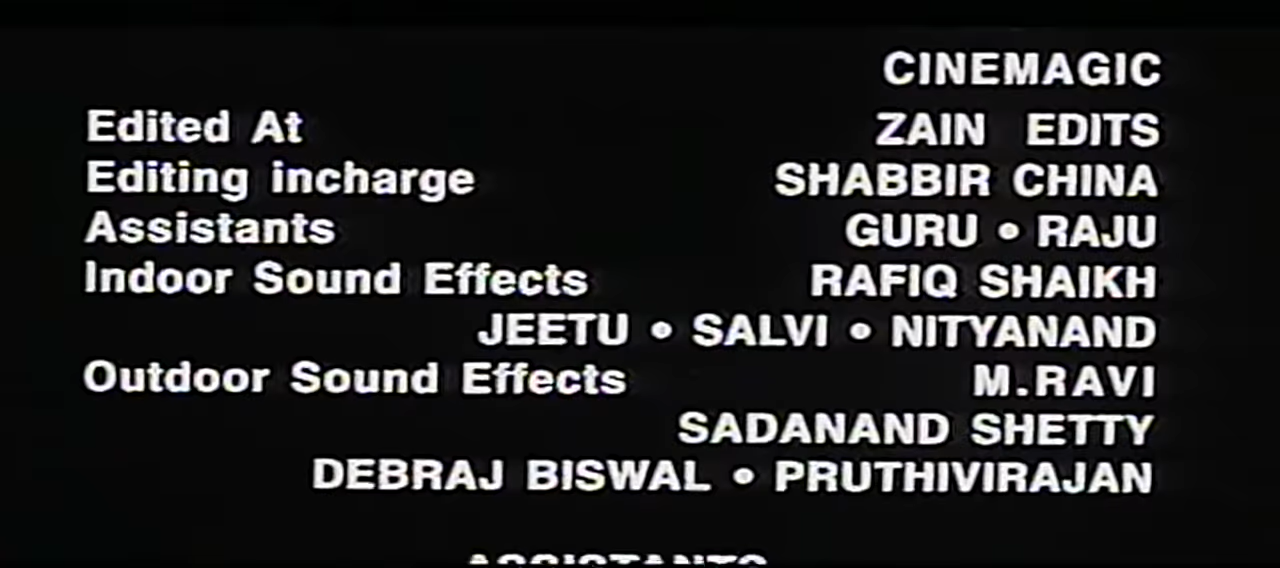 CINEMAGIC
Edited At ZAIN EDITS
Editing incharge SHABBIR CHINA
Assistants GURU • RAJU
Indoor Sound Effects RAFIQ SHAIKH
JEETU • SALVI • NITYANAND
Outdoor Sound Effects M.RAVI
SADANAND SHETTY
DEBRAJ BISWAL • PRUTHIVIRAJAN
ASSISTANTS